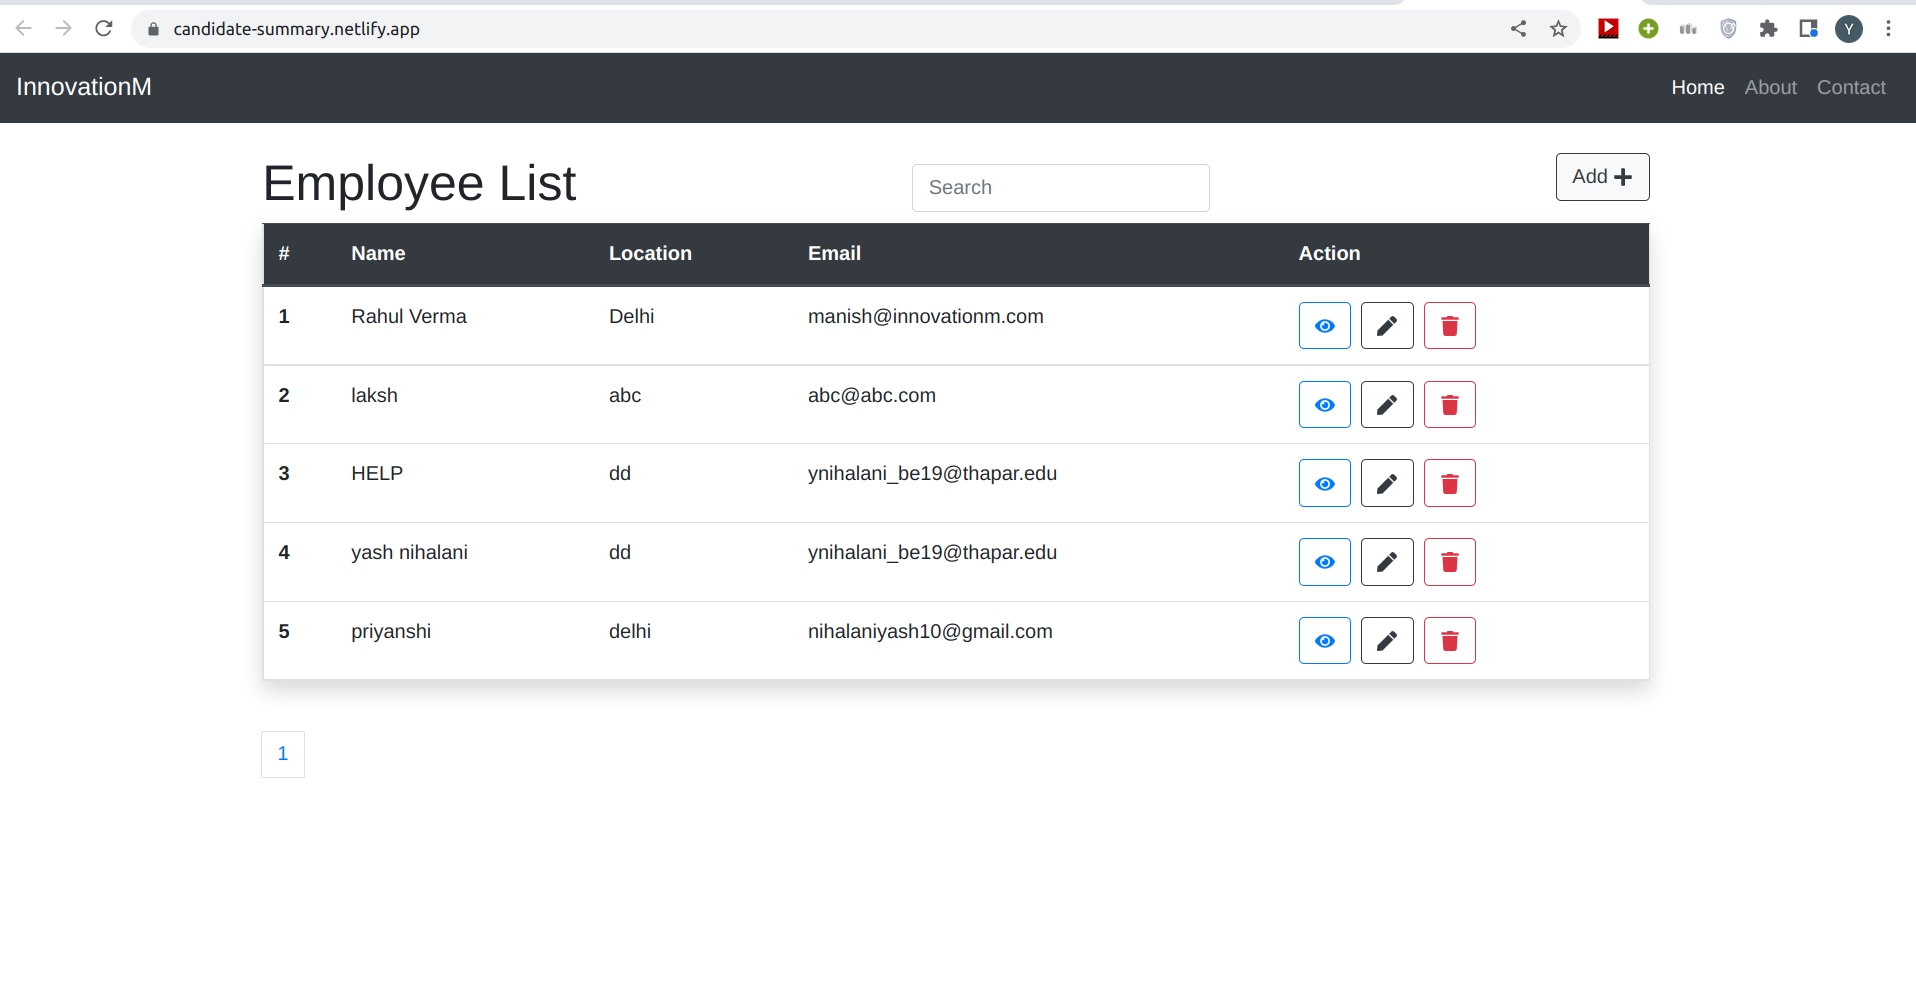 candidate-summary.netlify.app
Y
InnovationM
Home About Contact
Employee List
Search
Add
# Name Location Email Action
1 Rahul Verma Delhi manish@innovationm.com
2 laksh abc abc@abc.com
3 HELP dd ynihalani_be19@thapar.edu
4 yash nihalani dd ynihalani_be19@thapar.edu
5 priyanshi delhi nihalaniyash10@gmail.com
1